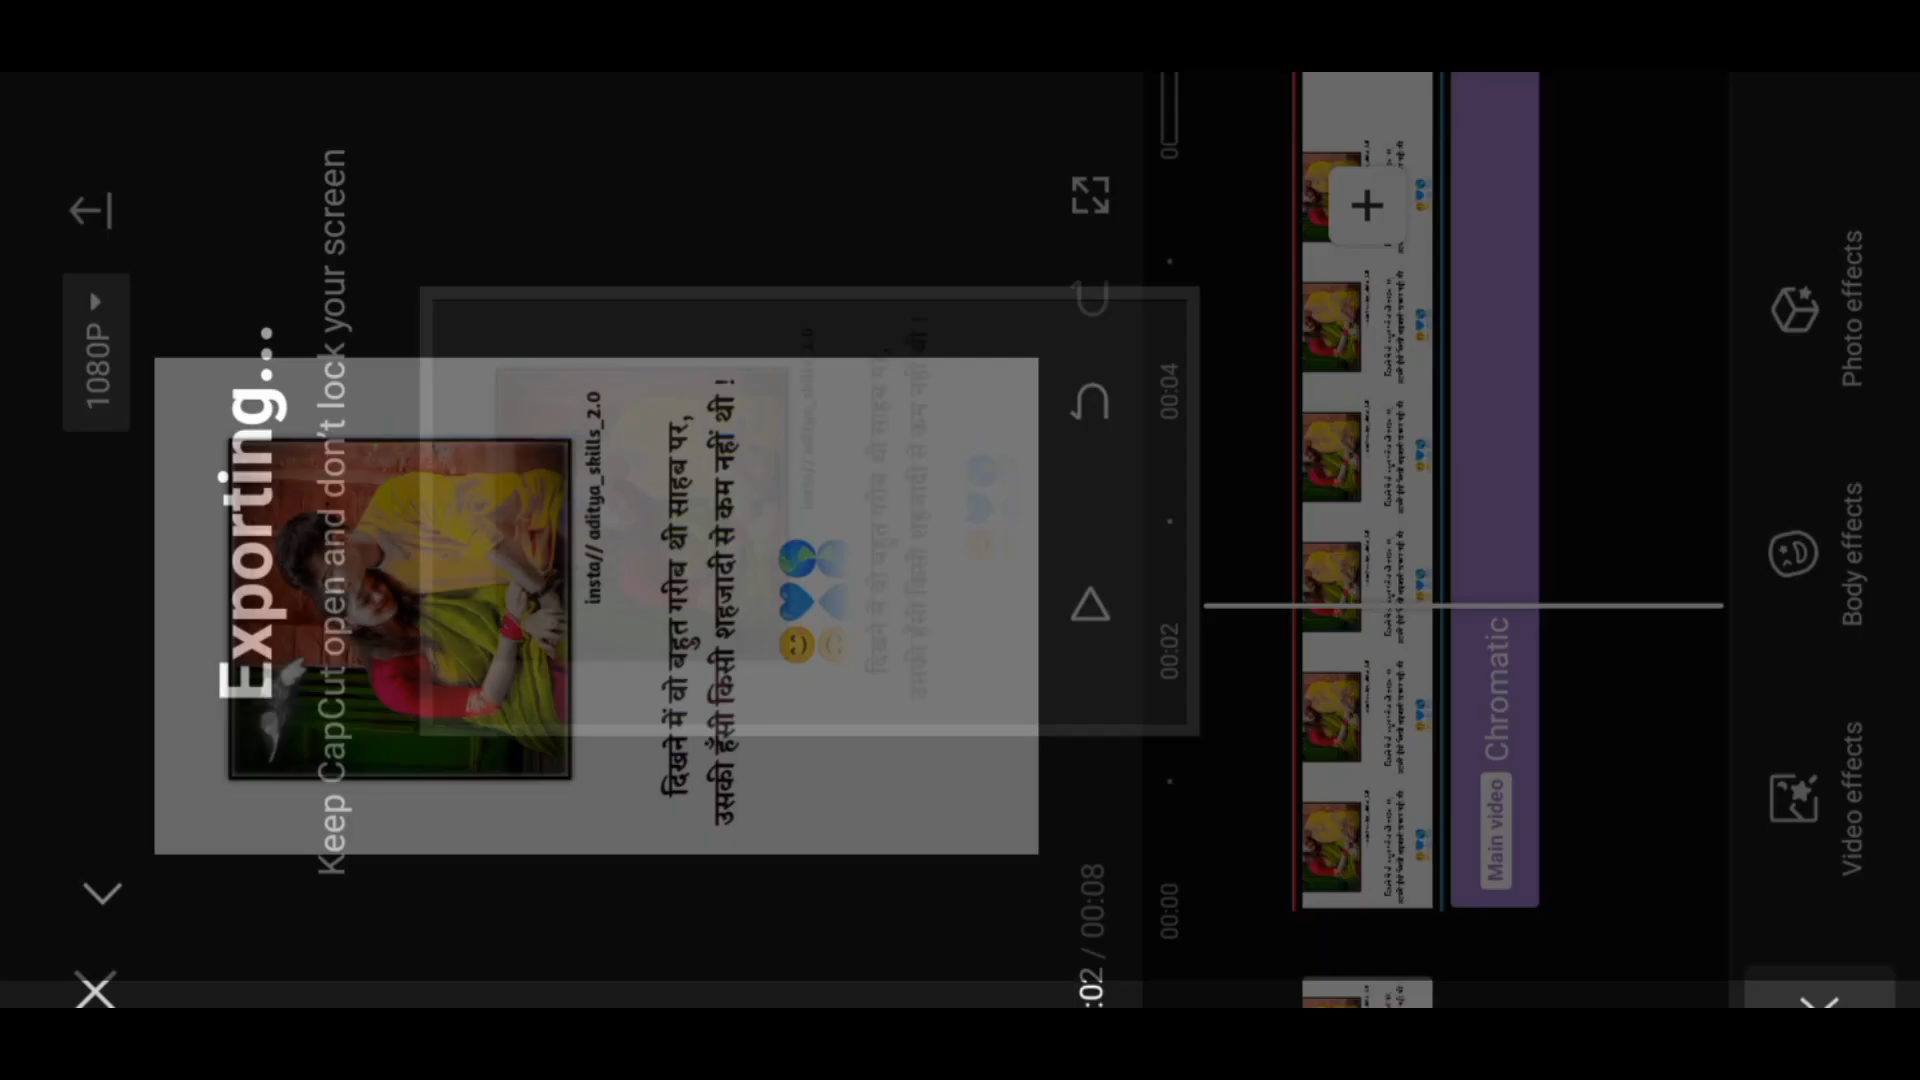 1080P
Exporting...
Keep CapCut open and don't lock your screen
insta// aditya_skills_2.0
दिखने में वो बहुत गरीब थी साहब पर,
उसकी हँसी किसी शहजादी से कम नहीं थी !
:02 / 00:08
00:00
00:02
00:04
Main video
Chromatic
Video effects
Body effects
Photo effects